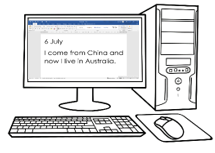 6 July
I come from China and
now I live in Australia.